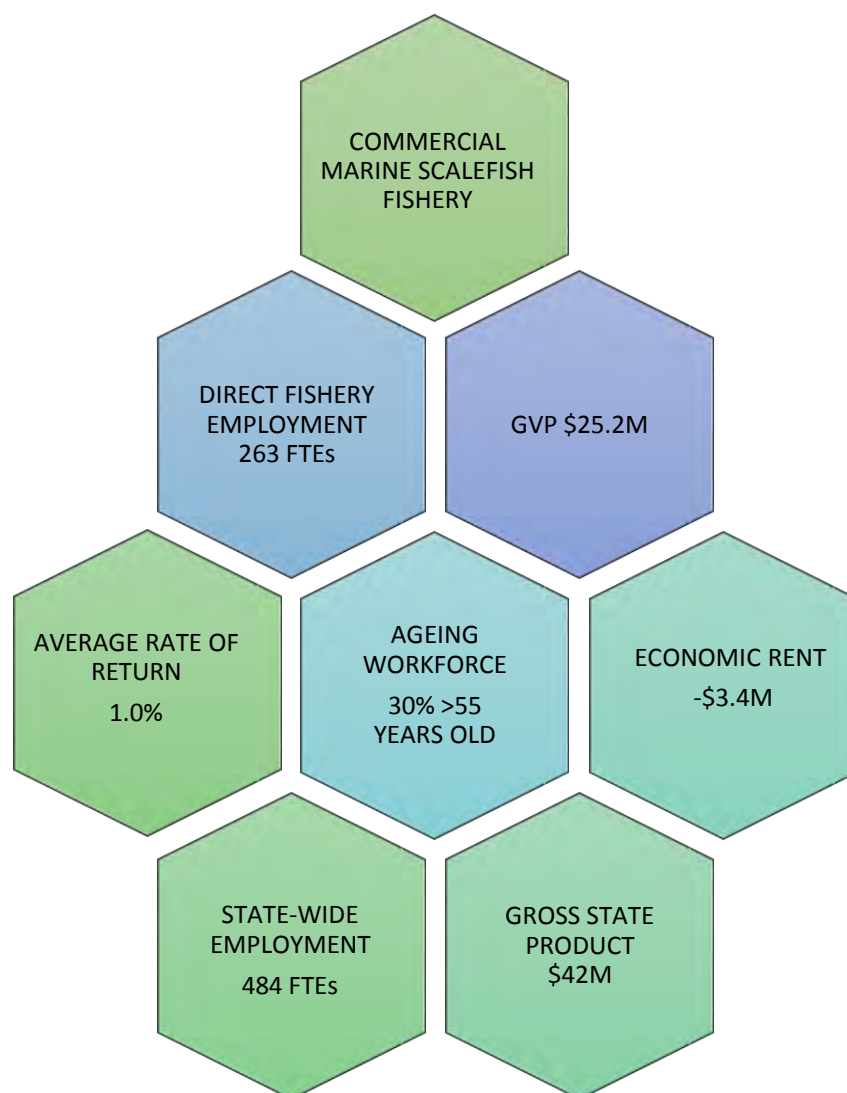 COMMERCIAL
MARINE SCALEFISH
FISHERY
DIRECT FISHERY
EMPLOYMENT
263 FTEs
GVP $25.2M
AVERAGE RATE OF
RETURN
1.0%
AGEING
WORKFORCE
30% >55
YEARS OLD
ECONOMIC RENT
-$3.4M
STATE-WIDE
EMPLOYMENT
484 FTEs
GROSS STATE
PRODUCT
$42M